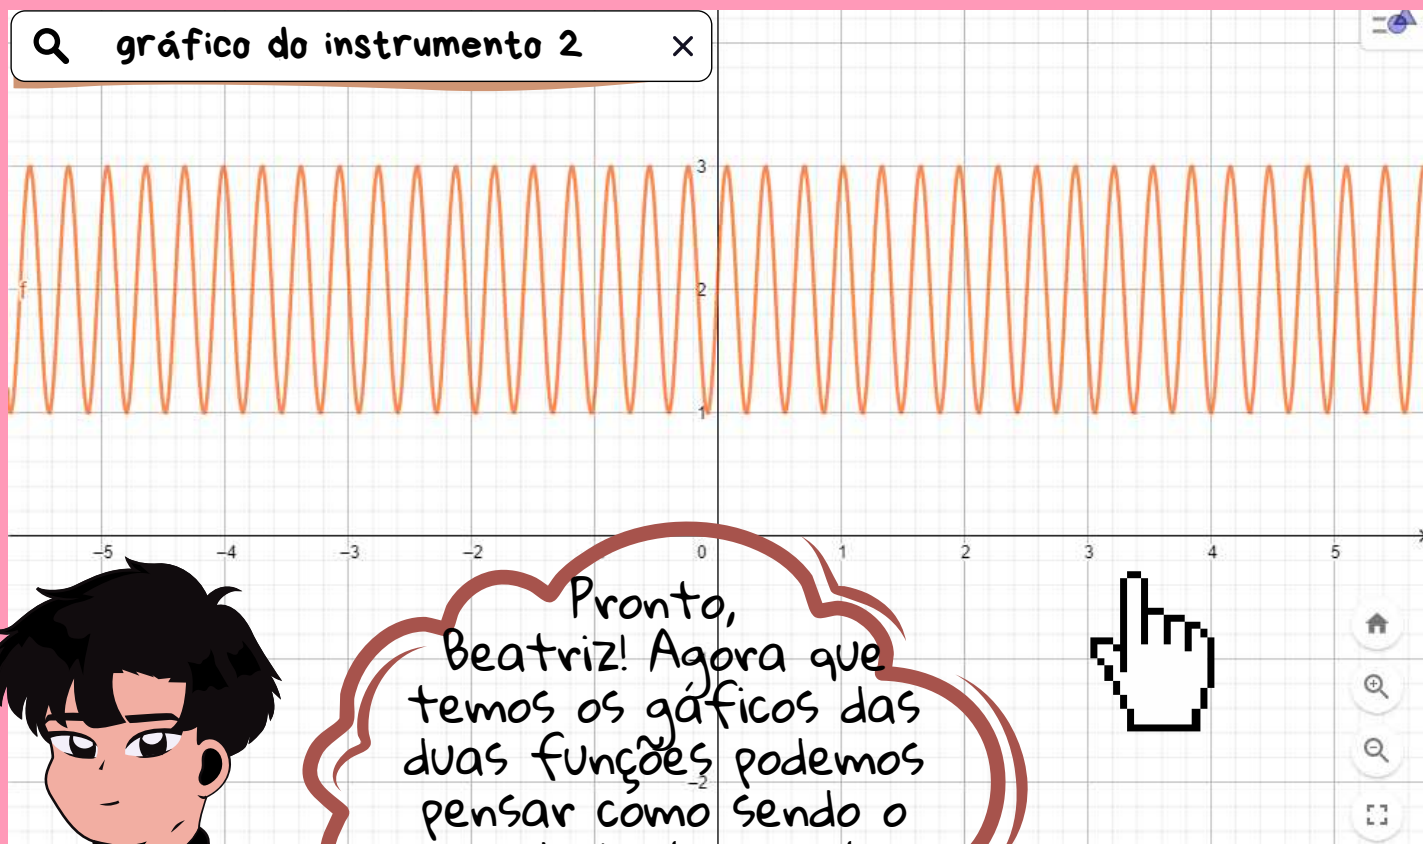 gráfico do instrumento 2
3
f
2
1
-5 -4 -3 -2 0 1 2 3 4 5
Pronto,
Beatriz! Agora que
temos os gáficos das
duas funções podemos
-2
pensar como sendo o